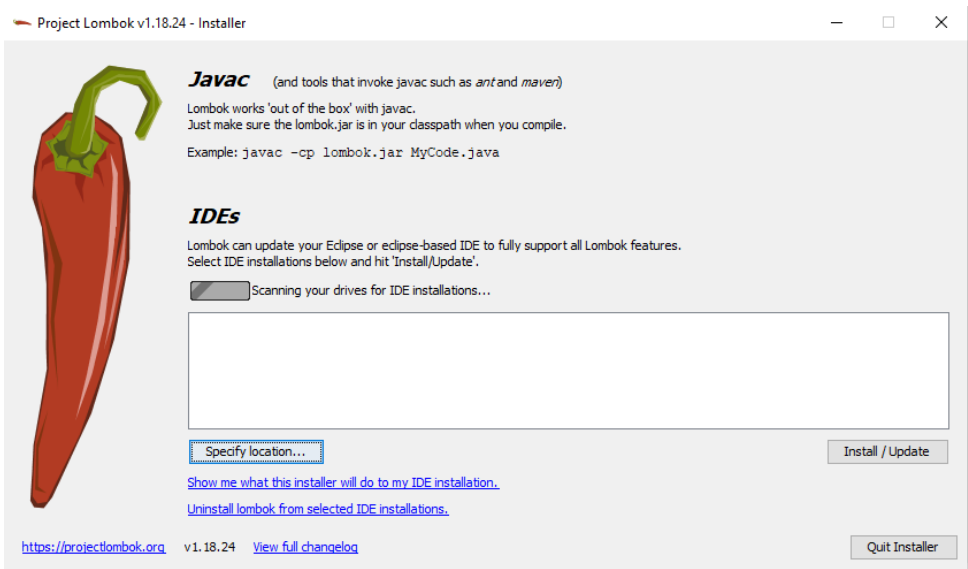 Project Lombok v1.18.24 - Installer
Javac (and tools that invoke javac such as ant and maven)
Lombok works 'out of the box' with javac.
Just make sure the lombok.jar is in your classpath when you compile.
Example: javac -cp lombok.jar MyCode.java
IDEs
Lombok can update your Eclipse or eclipse-based IDE to fully support all Lombok features.
Select IDE installations below and hit 'Install/Update'.
Scanning your drives for IDE installations...
Specify location... Install / Update
Show me what this installer will do to my IDE installation.
Uninstall lombok from selected IDE installations.
https://projectlombok.org v1.18.24 View full changelog Quit Installer